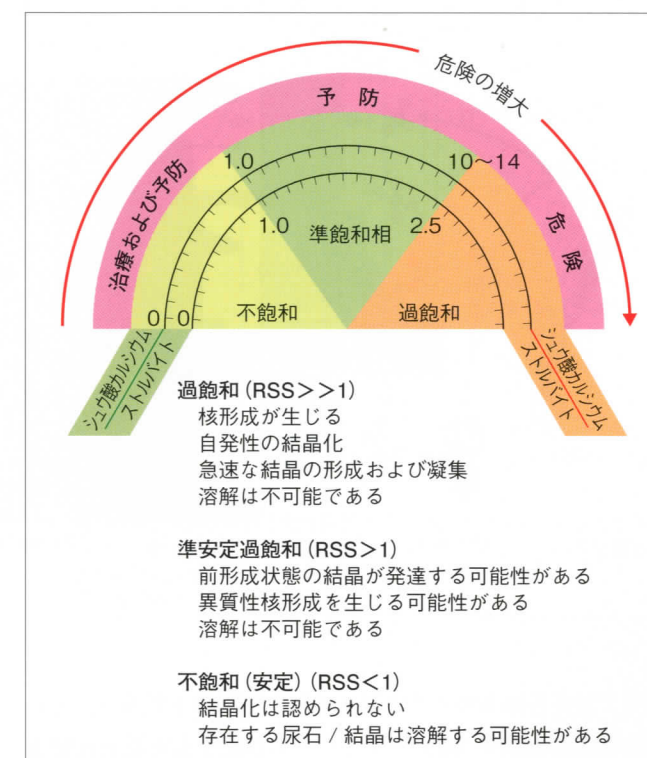 危険の増大
予 防
治療および予防
危 険
1.0
10〜14
1.0
準飽和相
2.5
0
0
不飽和
過飽和
シュウ酸カルシウム
ストルバイト
シュウ酸カルシウム
ストルバイト
過飽和 (RSS>>1)
核形成が生じる
自発性の結晶化
急速な結晶の形成および凝集
溶解は不可能である
準安定過飽和 (RSS>1)
前形成状態の結晶が発達する可能性がある
異質性核形成を生じる可能性がある
溶解は不可能である
不飽和 (安定) (RSS<1)
結晶化は認められない
存在する尿石 / 結晶は溶解する可能性がある